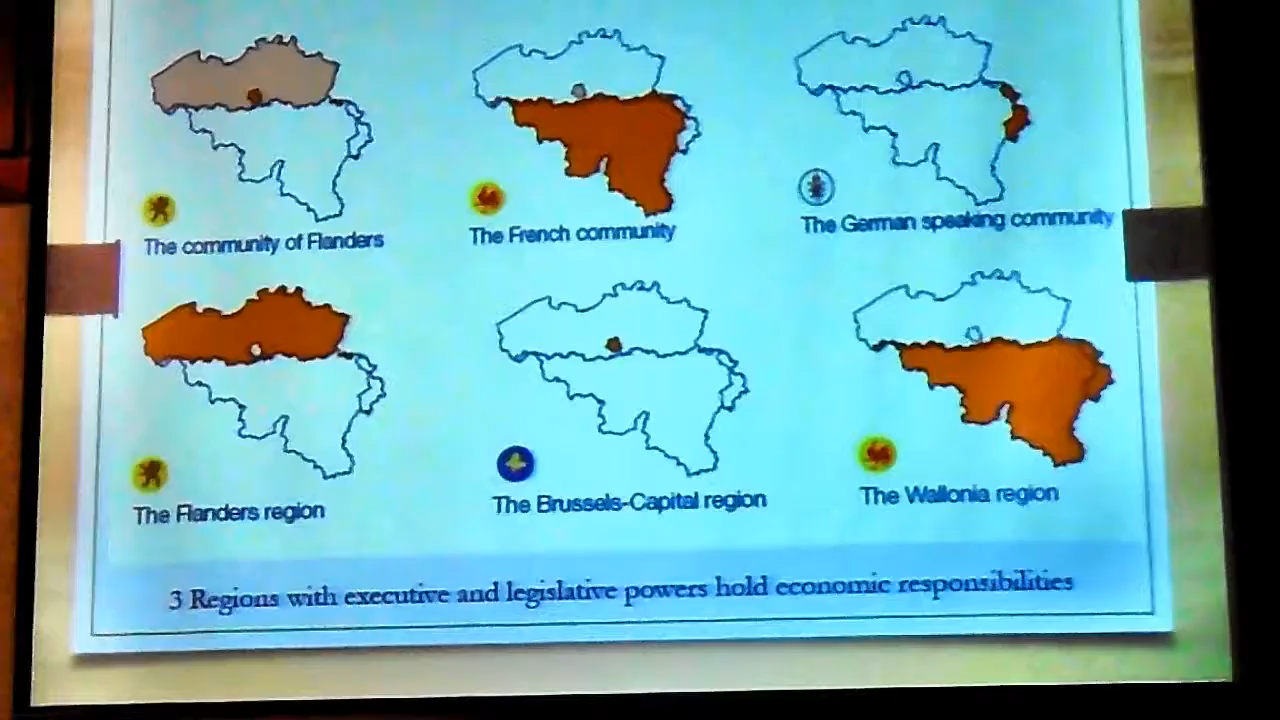 The community of Flanders
The French community
The German speaking community
The Flanders region
The Brussels-Capital region
The Wallonia region
3 Regions with executive and legislative powers hold economic responsibilities